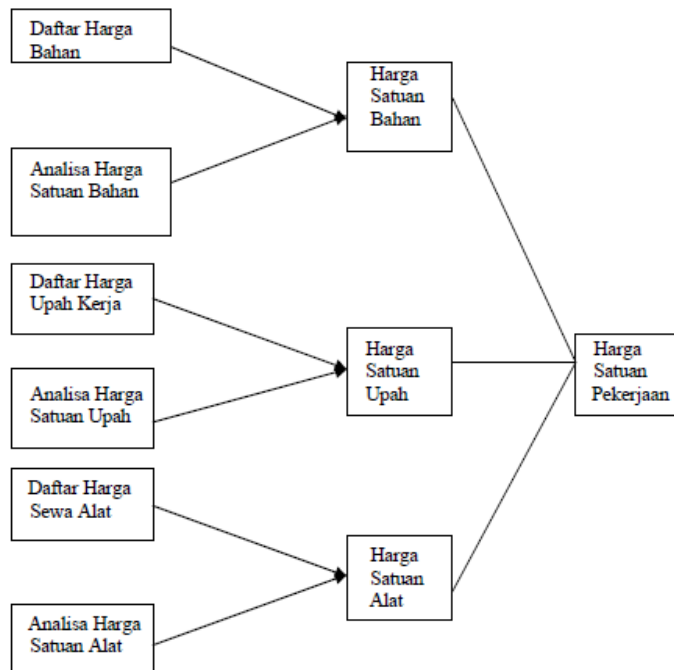 Daftar Harga
Bahan
Analisa Harga
Satuan Bahan
Daftar Harga
Upah Kerja
Analisa Harga
Satuan Upah
Daftar Harga
Sewa Alat
Analisa Harga
Satuan Alat
Harga
Satuan
Bahan
Harga
Satuan
Upah
Harga
Satuan
Alat
Harga
Satuan
Pekerjaan